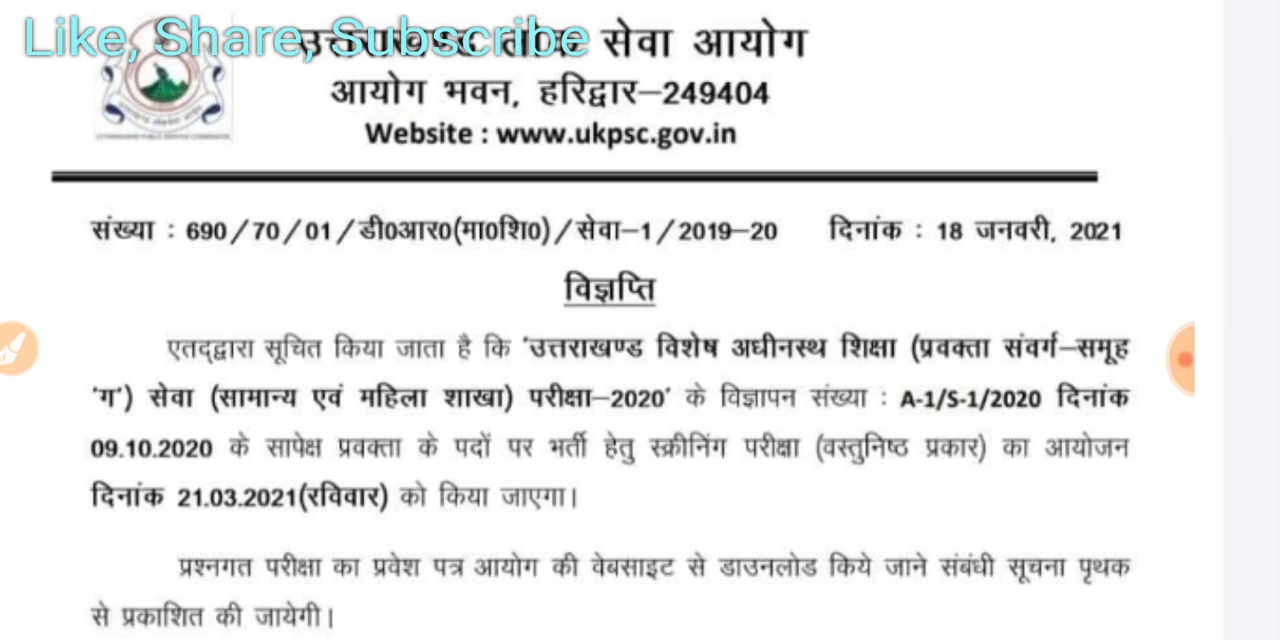 Like, Share, Subscribe
सेवा आयोग
आयोग भवन, हरिद्वार–249404
Website : www.ukpsc.gov.in
संख्या : 690/70/01/डी0आर0(मा0शि0)/सेवा–1/2019–20 दिनांक : 18 जनवरी, 2021
विज्ञप्ति
एतद्द्वारा सूचित किया जाता है कि 'उत्तराखण्ड विशेष अधीनस्थ शिक्षा (प्रवक्ता संवर्ग–समूह
'ग') सेवा (सामान्य एवं महिला शाखा) परीक्षा–2020' के विज्ञापन संख्या : A-1/S-1/2020 दिनांक
09.10.2020 के सापेक्ष प्रवक्ता के पदों पर भर्ती हेतु स्क्रीनिंग परीक्षा (वस्तुनिष्ठ प्रकार) का आयोजन
दिनांक 21.03.2021(रविवार) को किया जाएगा।
प्रश्नगत परीक्षा का प्रवेश पत्र आयोग की वेबसाइट से डाउनलोड किये जाने संबंधी सूचना पृथक
से प्रकाशित की जायेगी।